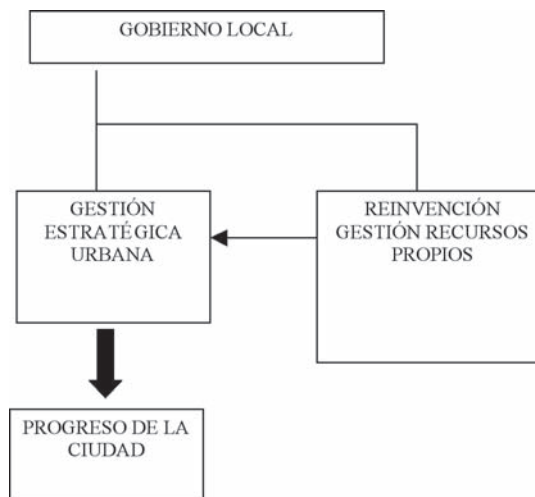 GOBIERNO LOCAL
GESTIÓN
ESTRATÉGICA
URBANA
REINVENCIÓN
GESTIÓN RECURSOS
PROPIOS
PROGRESO DE LA
CIUDAD